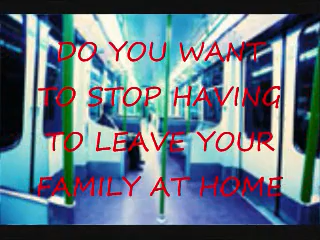 DO YOU WANT
TO STOP HAVING
TO LEAVE YOUR
FAMILY AT HOME